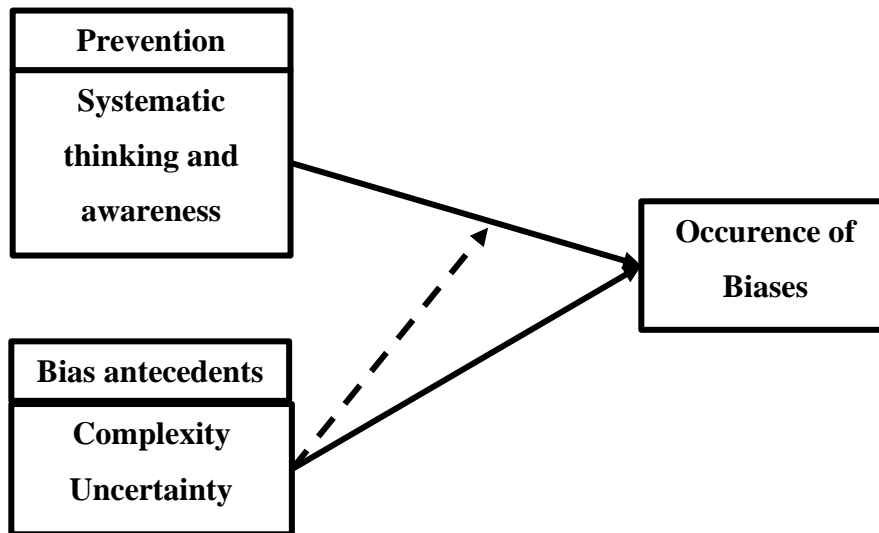 Prevention
Systematic
thinking and
awareness
Occurence of
Biases
Bias antecedents
Complexity
Uncertainty